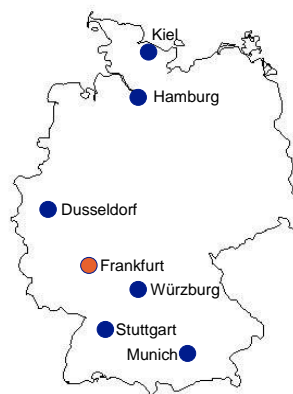 Kiel
Hamburg
Dusseldorf
Frankfurt
Würzburg
Stuttgart
Munich